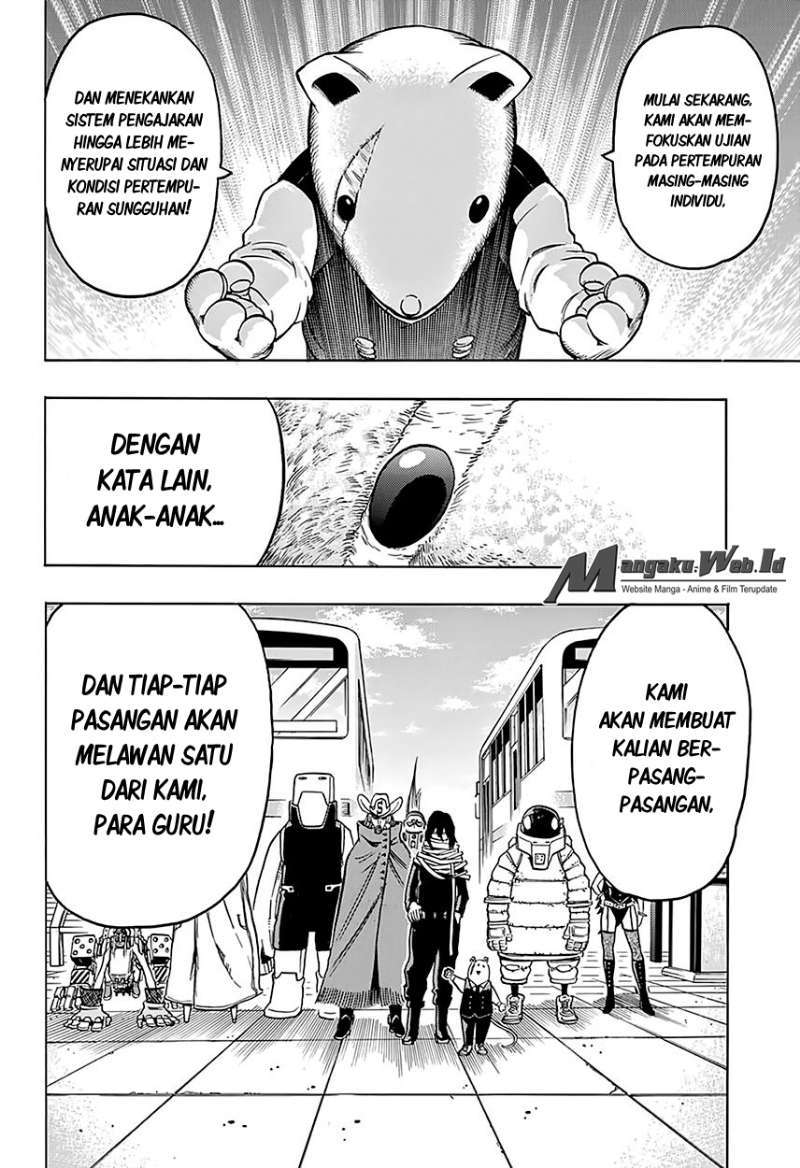 MULAI SEKARANG,
KAMI AKAN MEM-
FOKUSKAN UJIAN
PADA PERTEMPURAN
MASING-MASING
INDIVIDU,
DAN MENEKANKAN
SISTEM PENGAJARAN
HINGGA LEBIH ME-
NYERUPAI SITUASI DAN
KONDISI PERTEMPU-
RAN SUNGGUHAN!
DENGAN
KATA LAIN,
ANAK-ANAK...
Mangaku.Web.Id
Website Manga - Anime & Film Terupdate
KAMI
AKAN MEMBUAT
KALIAN BER-
PASANG-
PASANGAN,
DAN TIAP-TIAP
PASANGAN AKAN
MELAWAN SATU
DARI KAMI,
PARA GURU!
S